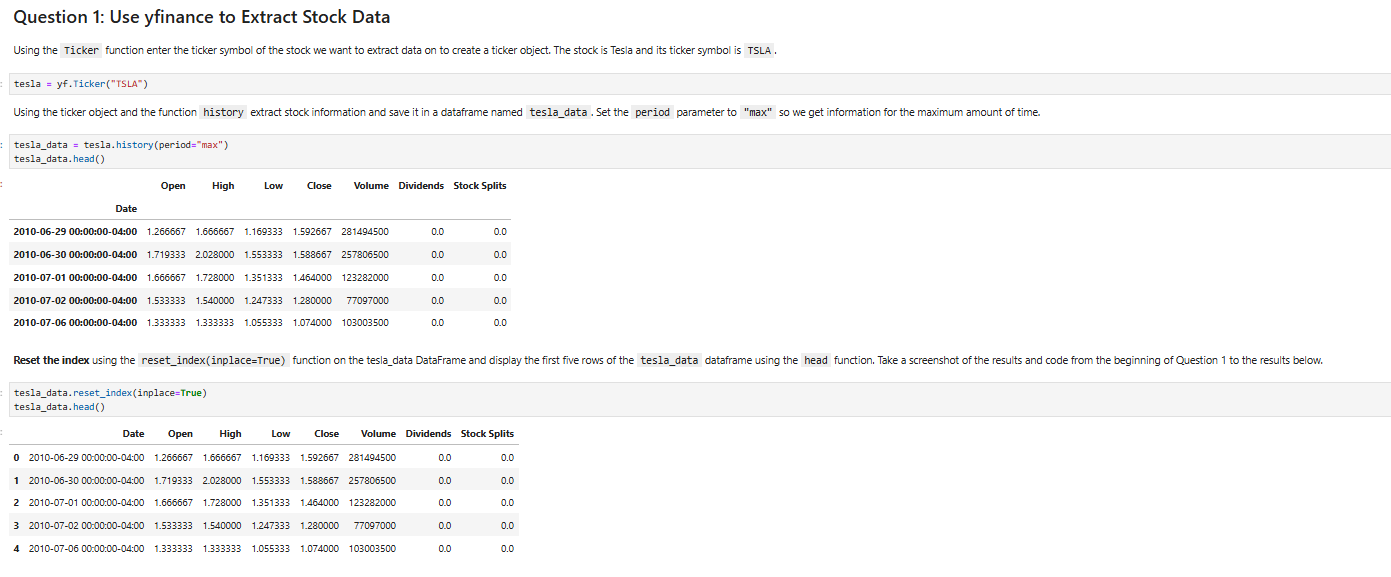 Question 1: Use yfinance to Extract Stock Data
Using the Ticker function enter the ticker symbol of the stock we want to extract data on to create a ticker object. The stock is Tesla and its ticker symbol is TSLA.
: tesla = yf.Ticker("TSLA")
Using the ticker object and the function history extract stock information and save it in a dataframe named tesla_data. Set the period parameter to "max" so we get information for the maximum amount of time.
: tesla_data = tesla.history(period="max")
tesla_data.head()
: Open High Low Close Volume Dividends Stock Splits
Date
2010-06-29 00:00:00-04:00 1.266667 1.666667 1.169333 1.592667 281494500 0.0 0.0
2010-06-30 00:00:00-04:00 1.719333 2.028000 1.553333 1.588667 257806500 0.0 0.0
2010-07-01 00:00:00-04:00 1.666667 1.728000 1.351333 1.464000 123282000 0.0 0.0
2010-07-02 00:00:00-04:00 1.533333 1.540000 1.247333 1.280000 77097000 0.0 0.0
2010-07-06 00:00:00-04:00 1.333333 1.333333 1.055333 1.074000 103003500 0.0 0.0
Reset the index using the reset_index(inplace=True) function on the tesla_data DataFrame and display the first five rows of the tesla_data dataframe using the head function. Take a screenshot of the results and code from the beginning of Question 1 to the results below.
: tesla_data.reset_index(inplace=True)
tesla_data.head()
: Date Open High Low Close Volume Dividends Stock Splits
0 2010-06-29 00:00:00-04:00 1.266667 1.666667 1.169333 1.592667 281494500 0.0 0.0
1 2010-06-30 00:00:00-04:00 1.719333 2.028000 1.553333 1.588667 257806500 0.0 0.0
2 2010-07-01 00:00:00-04:00 1.666667 1.728000 1.351333 1.464000 123282000 0.0 0.0
3 2010-07-02 00:00:00-04:00 1.533333 1.540000 1.247333 1.280000 77097000 0.0 0.0
4 2010-07-06 00:00:00-04:00 1.333333 1.333333 1.055333 1.074000 103003500 0.0 0.0